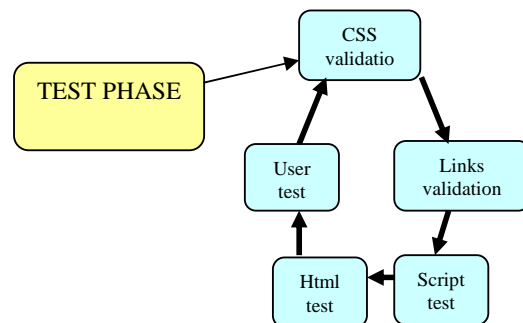 CSS
validatio
TEST PHASE
User
test
Links
validation
Html
test
Script
test